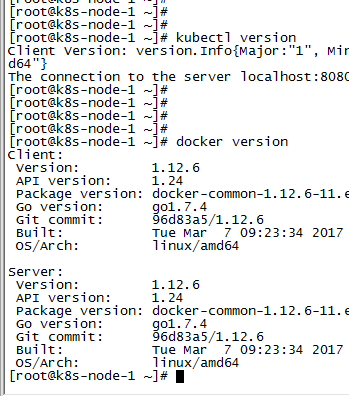 [root@k8s-node-1 ~]#
[root@k8s-node-1 ~]#
[root@k8s-node-1 ~]# kubectl version
Client Version: version.Info{Major:"1", Min
d64"}
The connection to the server localhost:8080
[root@k8s-node-1 ~]#
[root@k8s-node-1 ~]#
[root@k8s-node-1 ~]#
[root@k8s-node-1 ~]#
[root@k8s-node-1 ~]# docker version
Client:
 Version:         1.12.6
 API version:     1.24
 Package version: docker-common-1.12.6-11.e
 Go version:      go1.7.4
 Git commit:      96d83a5/1.12.6
 Built:           Tue Mar  7 09:23:34 2017
 OS/Arch:         linux/amd64

Server:
 Version:         1.12.6
 API version:     1.24
 Package version: docker-common-1.12.6-11.e
 Go version:      go1.7.4
 Git commit:      96d83a5/1.12.6
 Built:           Tue Mar  7 09:23:34 2017
 OS/Arch:         linux/amd64
[root@k8s-node-1 ~]#